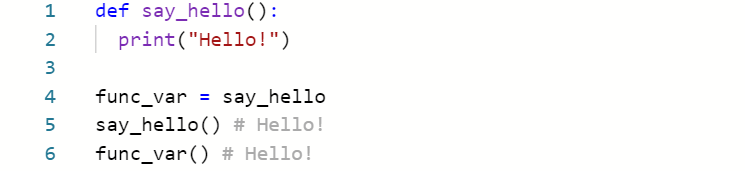 1 def say_hello():
2   print("Hello!")
3
4 func_var = say_hello
5 say_hello() # Hello!
6 func_var() # Hello!